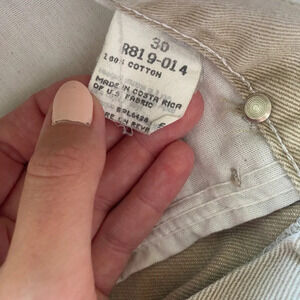 30
R819-014
100% COTTON
MADE IN COSTA RICA
OF U.S. FABRIC